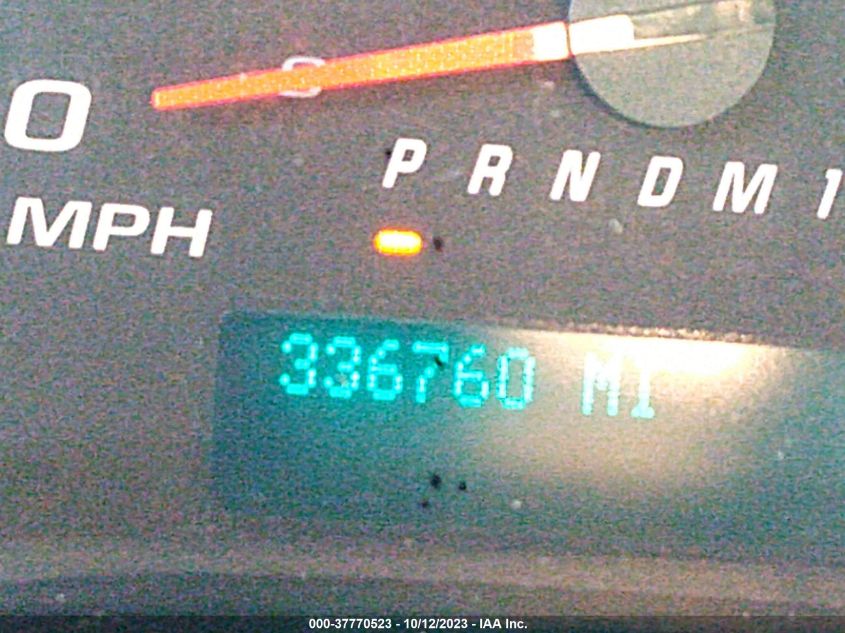 0
P R N D M 1
MPH
336760 MI
000-37770523 - 10/12/2023 - IAA Inc.